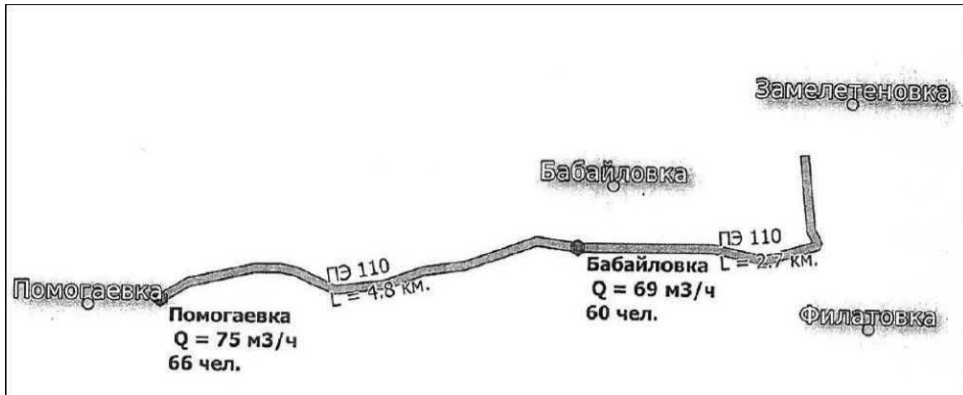 Замелетеновка
Бабайловка
ПЭ 110
L = 2.7 км.
ПЭ 110
L = 4.8 км.
Бабайловка
Q = 69 м3/ч
60 чел.
Помогаевка
Помогаевка
Q = 75 м3/ч
66 чел.
Филатовка